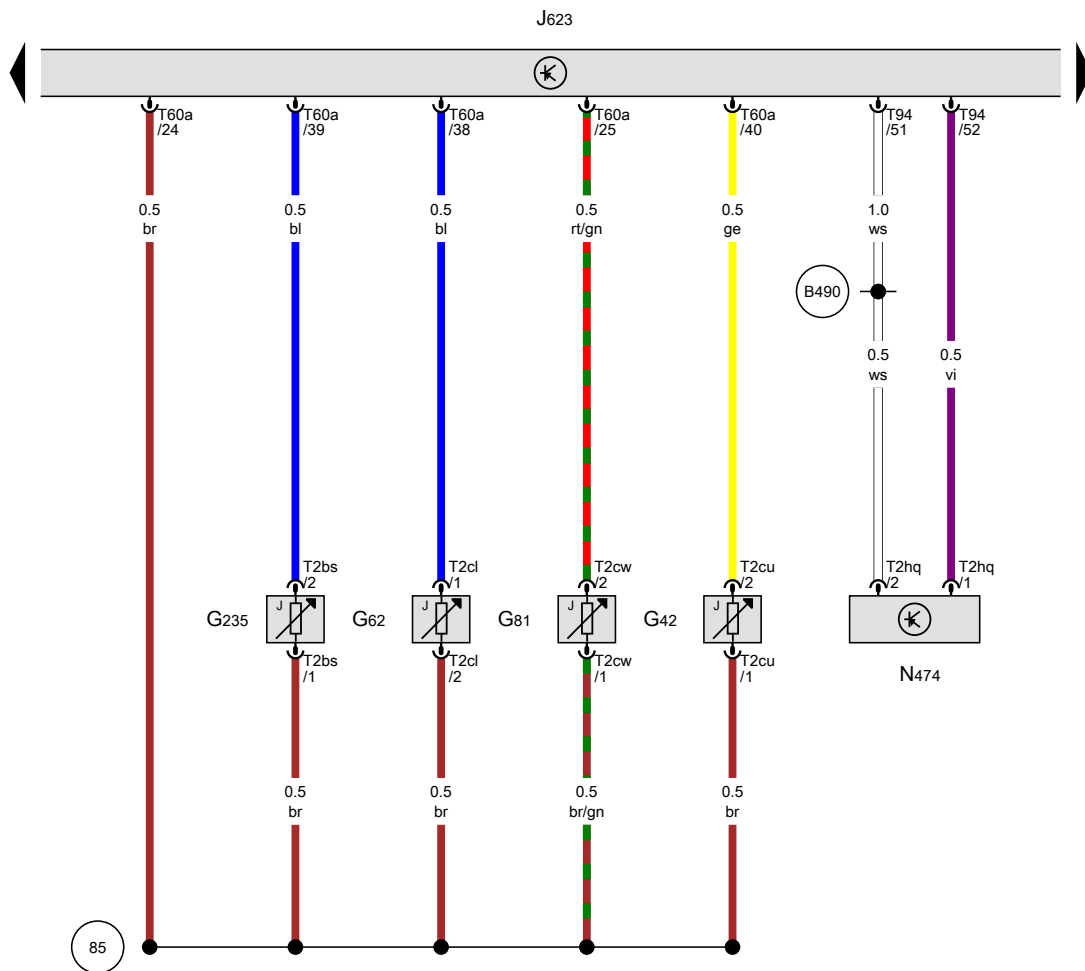 J623
T60a
/24
T60a
/39
T60a
/38
T60a
/25
T60a
/40
T94
/51
T94
/52
0.5
br
0.5
bl
0.5
bl
0.5
rt/gn
0.5
ge
1.0
ws
B490
0.5
ws
0.5
vi
T2bs
/2
T2cl
/1
T2cw
/2
T2cu
/2
T2hq
/2
T2hq
/1
G235
J
G62
J
G81
J
G42
J
T2bs
/1
T2cl
/2
T2cw
/1
T2cu
/1
N474
0.5
br
0.5
br
0.5
br/gn
0.5
br
85